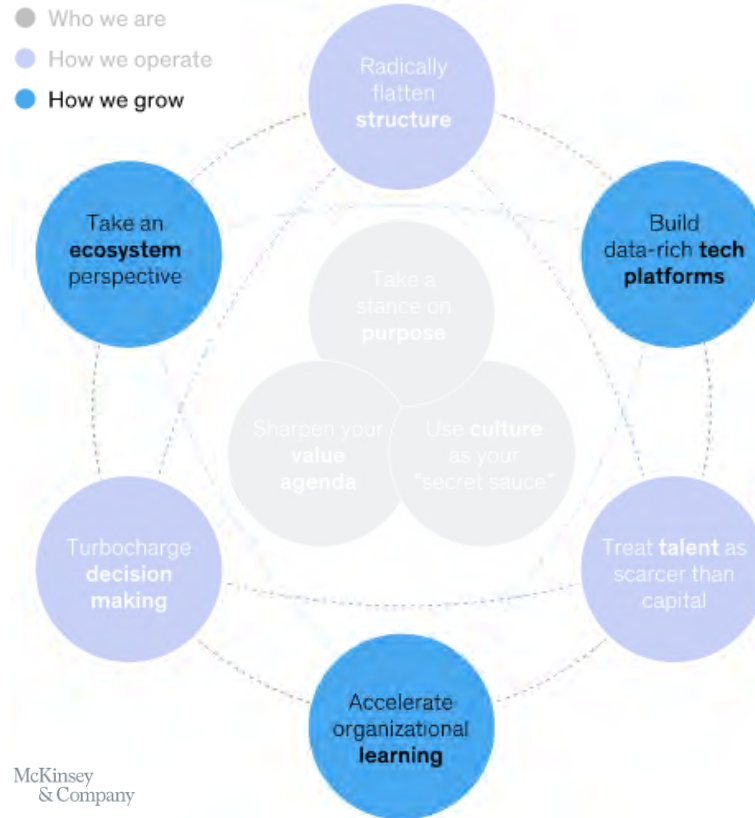 Who we are
How we operate
How we grow
Radically
flatten
structure
Take an
ecosystem
perspective
Build
data-rich tech
platforms
Take a
stance on
purpose
Sharpen your
value
agenda
Use culture
as your
"secret sauce"
Turbocharge
decision
making
Treat talent as
scarcer than
capital
Accelerate
organizational
learning
McKinsey
& Company